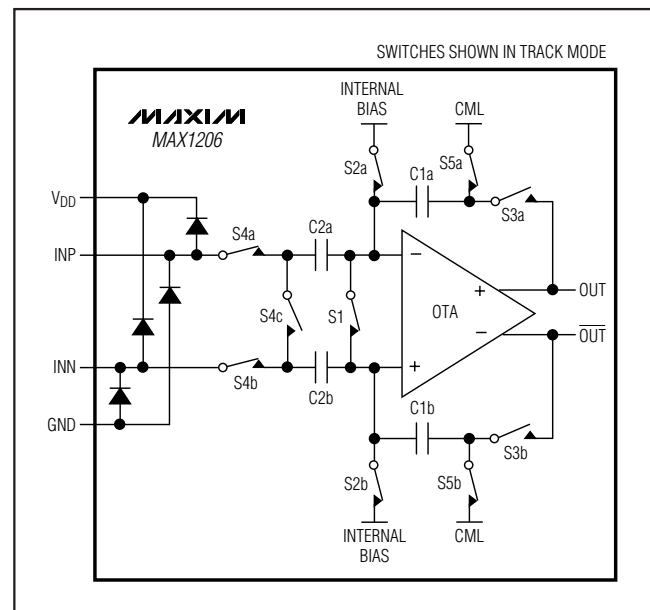 SWITCHES SHOWN IN TRACK MODE
MAXIM
MAX1206
INTERNAL
BIAS
CML
S2a
S5a
C1a
S3a
VDD
INP
S4a
C2a
S4c
S1
OTA
OUT
OUT
INN
S4b
C2b
GND
C1b
S3b
S2b
S5b
INTERNAL
BIAS
CML
−
+
+
−